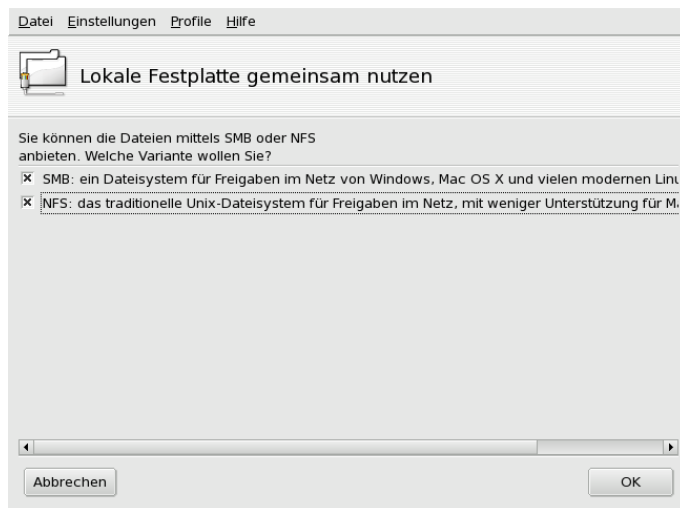 Datei Einstellungen Profile Hilfe
Lokale Festplatte gemeinsam nutzen
Sie können die Dateien mittels SMB oder NFS
anbieten. Welche Variante wollen Sie?
SMB: ein Dateisystem für Freigaben im Netz von Windows, Mac OS X und vielen modernen
NFS: das traditionelle Unix-Dateisystem für Freigaben im Netz, mit weniger Unterstützung für
Abbrechen OK